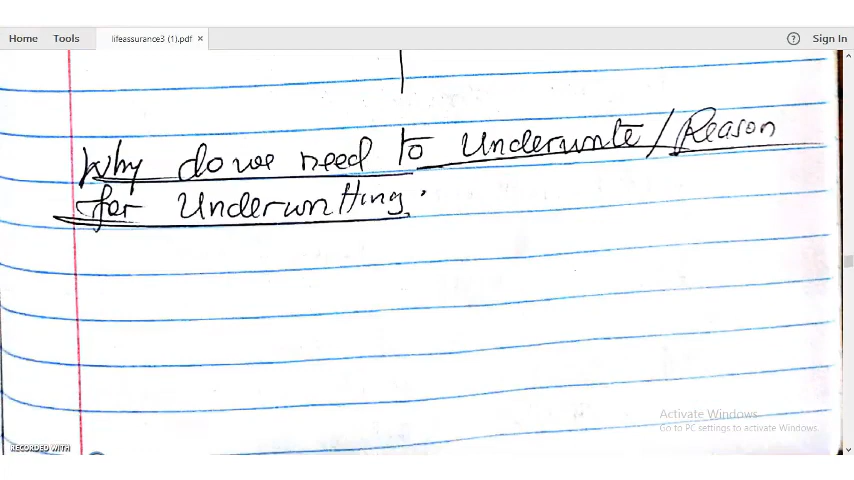 Home Tools lifeassurance3 (1).pdf × ? Sign In
Why do we need to Underwrite/Reason
for Underwritting.
Activate Windows
Go to PC settings to activate Windows.
RECORDED WITH